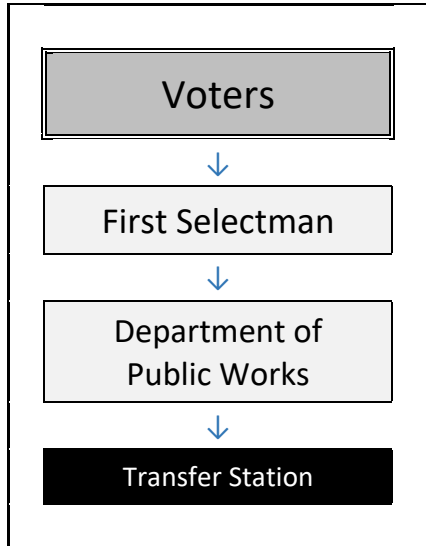 Voters
↓
First Selectman
↓
Department of
Public Works
↓
Transfer Station